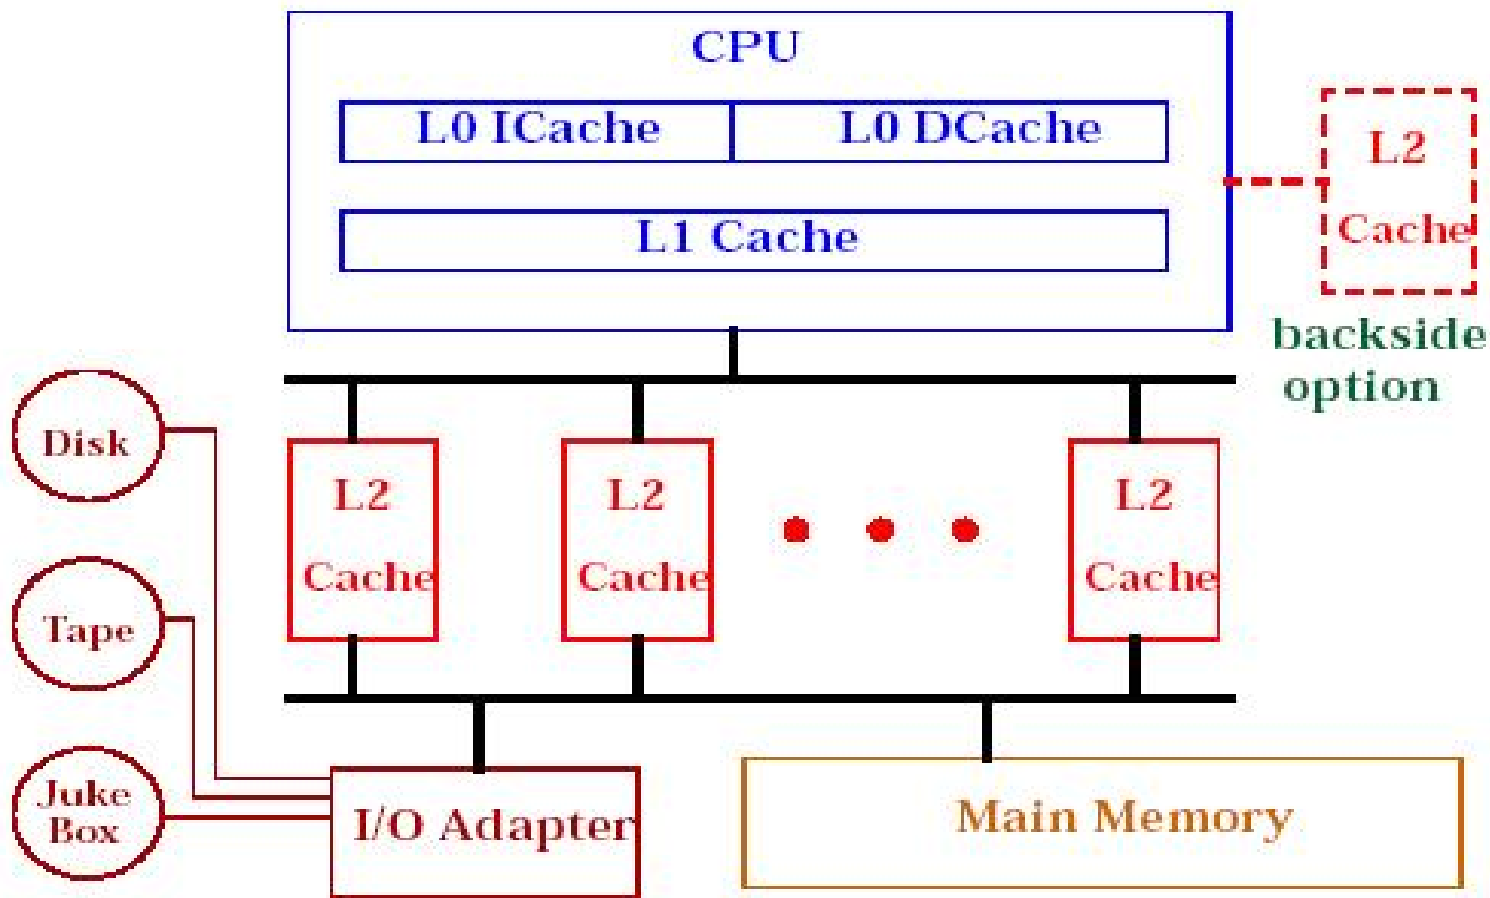 CPU
L0 ICache
L0 DCache
L1 Cache
L2
Cache
backside
option
Disk
Tape
Juke
Box
L2
Cache
L2
Cache
L2
Cache
I/O Adapter
Main Memory